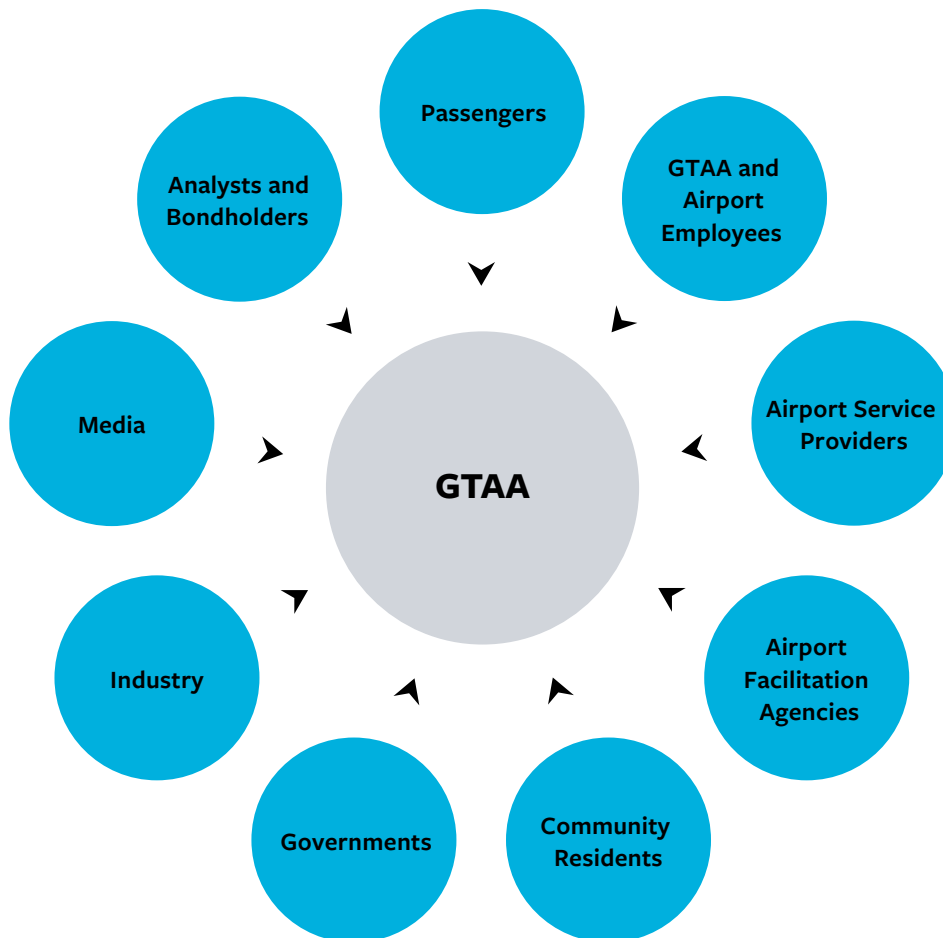 Passengers
GTAA and
Airport
Employees
Analysts and
Bondholders
Airport Service
Providers
Media
GTAA
Airport
Facilitation
Agencies
Industry
Community
Residents
Governments